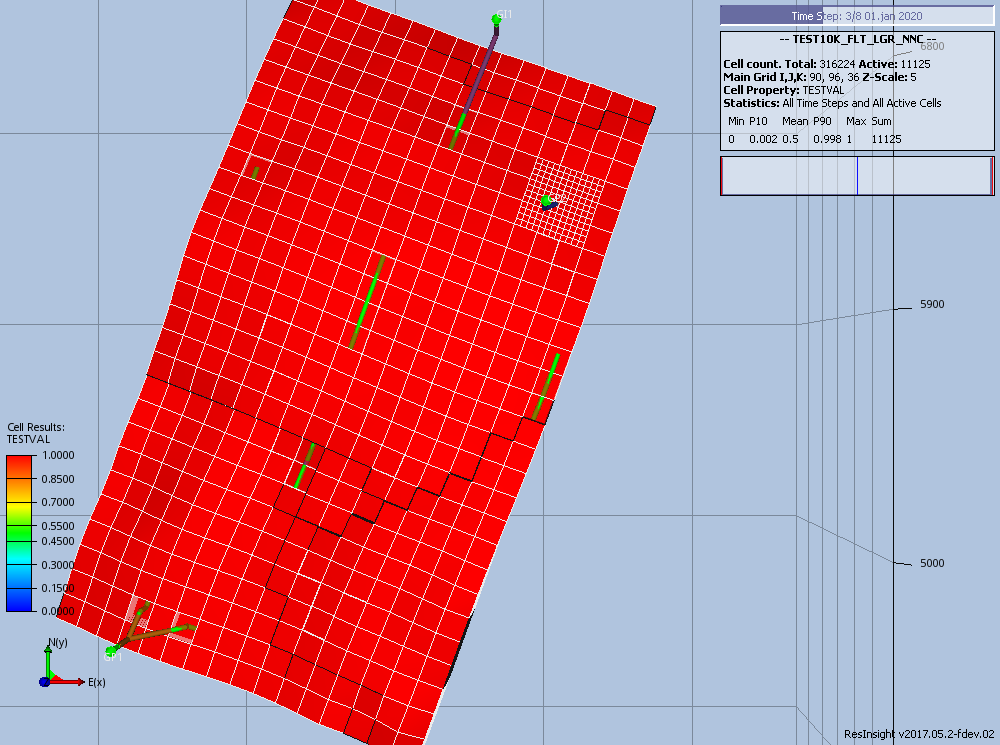 Time Step: 3/8 01.jan 2020
-- TEST10K_FLT_LGR_NNC --
Cell count. Total: 316224 Active: 11125
Main Grid I,J,K: 90, 96, 36 Z-Scale: 5
Cell Property: TESTVAL
Statistics: All Time Steps and All Active Cells
Min P10 Mean P90 Max Sum
0 0.002 0.5 0.998 1 11125
6800
GI1
5900
5000
Cell Results:
TESTVAL
1.0000
0.8500
0.7000
0.5500
0.4500
0.3000
0.1500
0.0000
GP1
N(y)
E(x)
ResInsight v2017.05.2-fdev.02